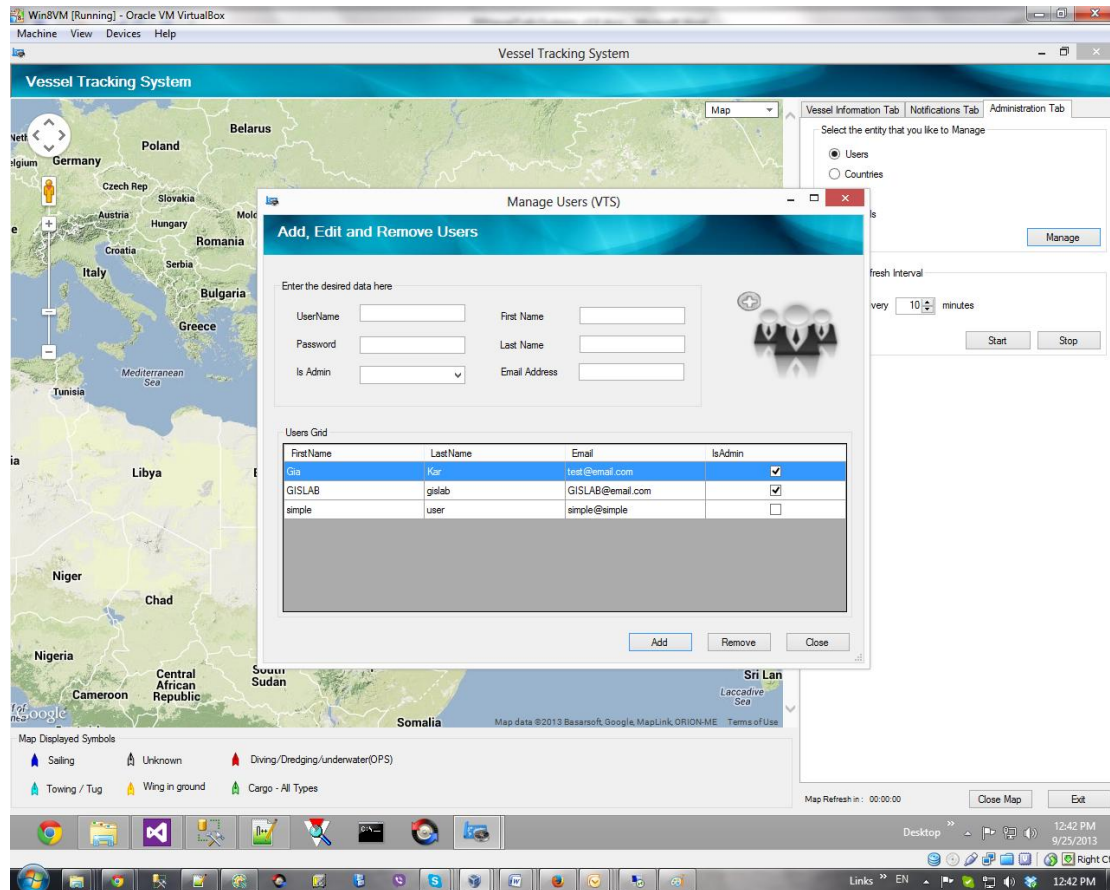 Win8VM [Running] - Oracle VM VirtualBox
Machine View Devices Help
Vessel Tracking System
Vessel Tracking System
Map
Vessel Information Tab Notifications Tab Administration Tab
Select the entity that you like to Manage
Users
Countries
Manage
fresh Interval
very 10 minutes
Start Stop
Belarus
Poland
Germany
Czech Rep
Slovakia
Austria
Hungary
Romania
Croatia
Serbia
Italy
Bulgaria
Greece
Mediterranean
Sea
Tunisia
Libya
Niger
Chad
Nigeria
Central
African
Republic
South
Sudan
Cameroon
Somalia
Sri Lan
Laccadive
Sea
Google
Map data ©2013 Basarsoft, Google, MapLink, ORION-ME Terms of Use
Manage Users (VTS)
Add, Edit and Remove Users
Enter the desired data here
UserName First Name
Password Last Name
Is Admin Email Address
Users Grid
FirstName LastName Email IsAdmin
Gia Kar test@email.com
GISLAB gislab GISLAB@email.com
simple user simple@simple
Add Remove Close
Map Displayed Symbols
Sailing Unknown Diving/Dredging/underwater(OPS)
Towing / Tug Wing in ground Cargo - All Types
Map Refresh in : 00:00:00 Close Map Exit
Desktop 12:42 PM
9/25/2013
Right Ct
Links EN 12:42 PM